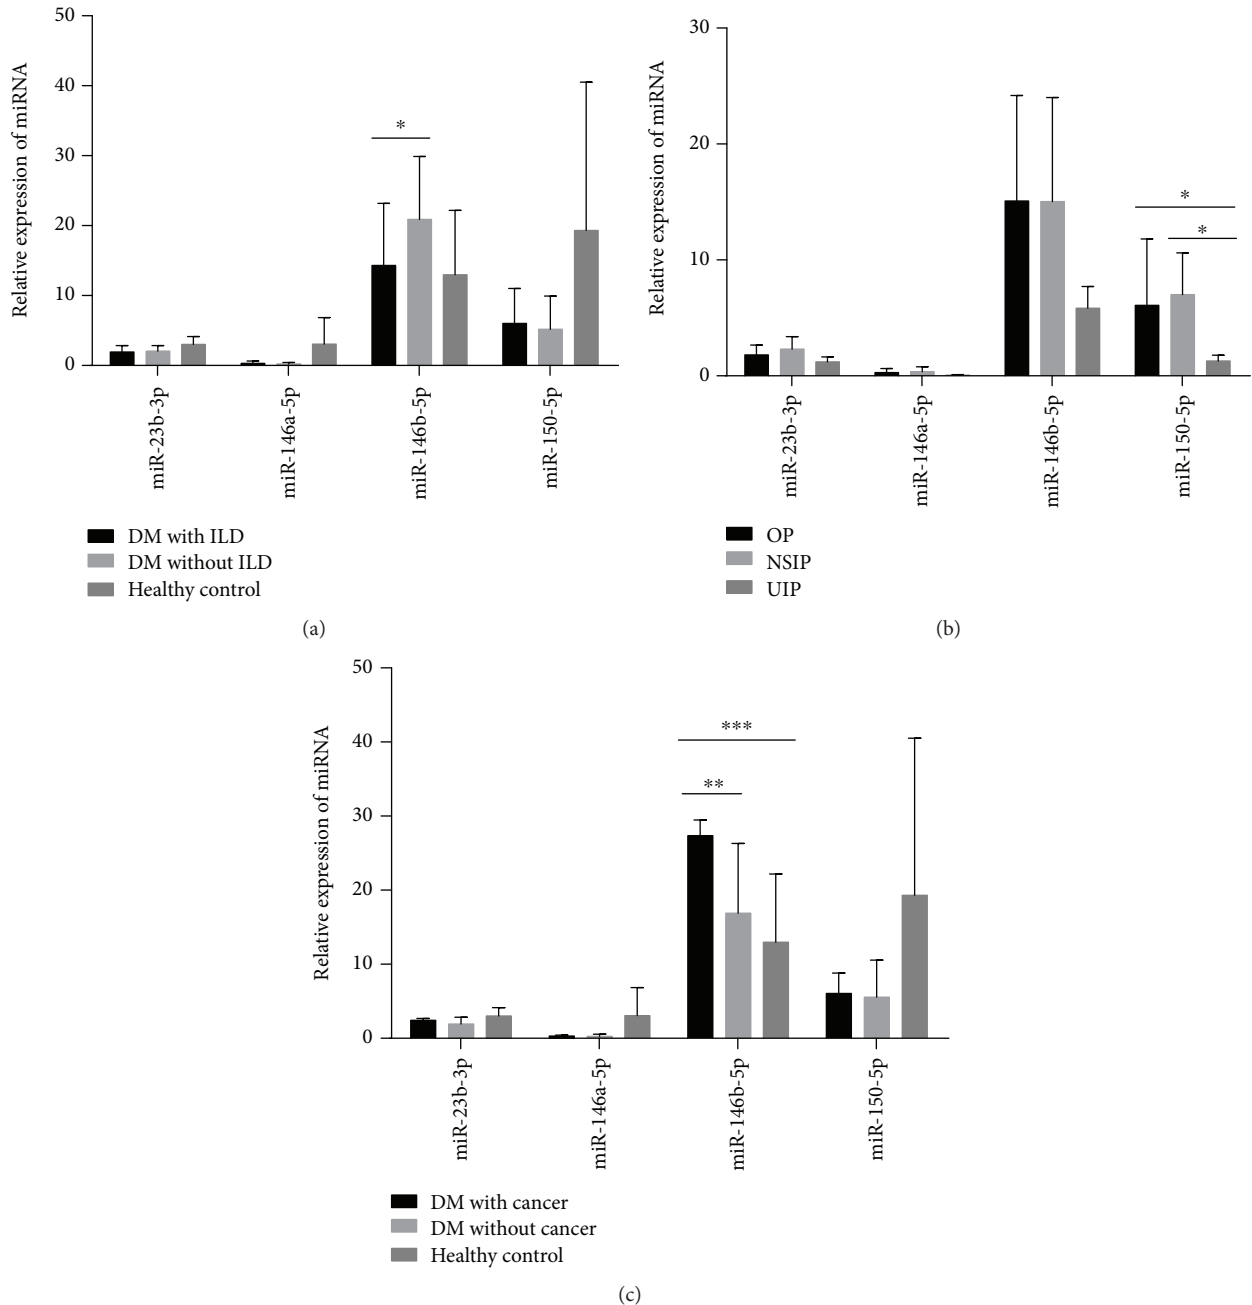 50
40
30
20
10
0
Relative expression of miRNA
*
miR-23b-3p
miR-146a-5p
miR-146b-5p
miR-150-5p
DM with ILD
DM without ILD
Healthy control
(a)
30
20
10
0
Relative expression of miRNA
*
*
miR-23b-3p
miR-146a-5p
miR-146b-5p
miR-150-5p
OP
NSIP
UIP
(b)
50
40
30
20
10
0
Relative expression of miRNA
***
**
miR-23b-3p
miR-146a-5p
miR-146b-5p
miR-150-5p
DM with cancer
DM without cancer
Healthy control
(c)